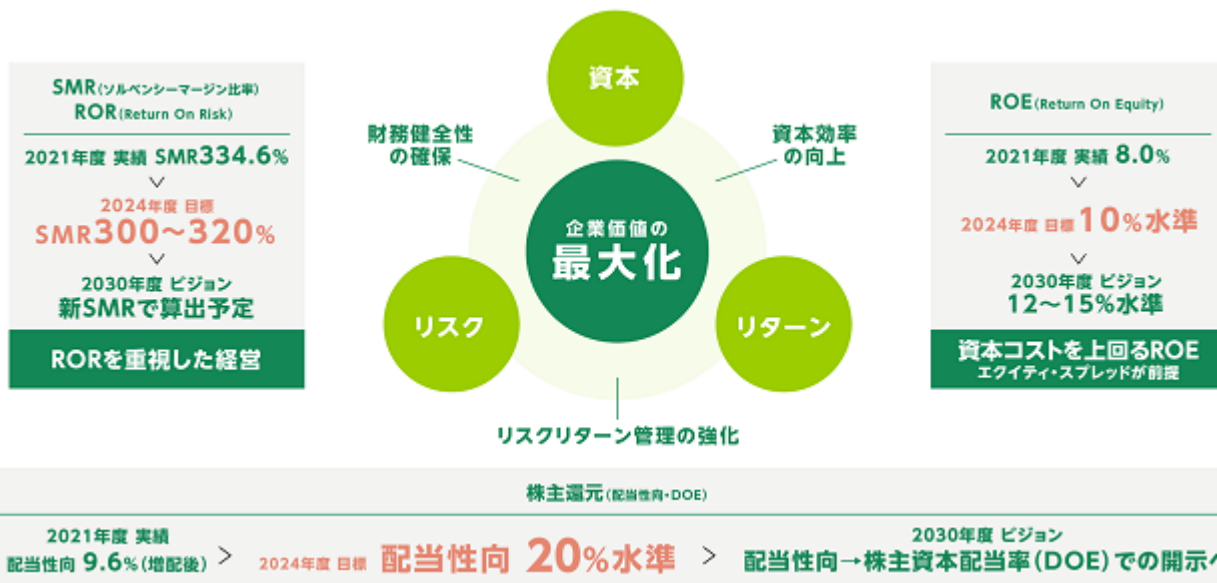 SMR(ソルベンシーマージン比率)
ROR(Return On Risk)
2021年度 実績 SMR334.6%
2024年度 目標
SMR300～320%
2030年度 ビジョン
新SMRで算出予定
RORを重視した経営
資本
財務健全性
の確保
資本効率
の向上
企業価値の
最大化
リスク
リターン
リスクリターン管理の強化
ROE(Return On Equity)
2021年度 実績 8.0%
2024年度 目標 10%水準
2030年度 ビジョン
12～15%水準
資本コストを上回るROE
エクイティ・スプレッドが前提
株主還元(配当性向・DOE)
2021年度 実績
配当性向 9.6%(増配後)
2024年度 目標 配当性向 20%水準
2030年度 ビジョン
配当性向→株主資本配当率(DOE)での開示へ